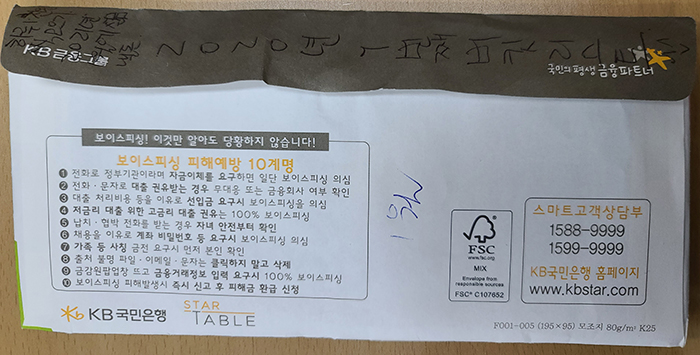 2020년
KB금융그룹
국민의 평생 금융파트너
보이스피싱! 이것만 알아도 당황하지 않습니다!
보이스피싱 피해예방 10계명
1 전화로 정부기관이라며 자금이체를 요구하면 일단 보이스피싱 의심
2 전화·문자로 대출 권유받는 경우 무대응 또는 금융회사 여부 확인
3 대출 처리비용 등을 이유로 선입금 요구시 보이스피싱을 의심
4 저금리 대출 위한 고금리 대출 권유는 100% 보이스피싱
5 납치·협박 전화를 받는 경우 자녀 안전부터 확인
6 채용을 이유로 계좌 비밀번호 등 요구시 보이스피싱 의심
7 가족 등 사칭 금전 요구시 먼저 본인 확인
8 출처 불명 파일·이메일·문자는 클릭하지 말고 삭제
9 금감원팝업창 뜨고 금융거래정보 입력 요구시 100% 보이스피싱
10 보이스피싱 피해발생시 즉시 신고 후 피해금 환급 신청
KB국민은행
STAR TABLE
FSC
www.fsc.org
MIX
Envelope from
responsible sources
FSC® C107652
스마트고객상담부
1588-9999
1599-9999
KB국민은행 홈페이지
www.kbstar.com
F001-005 (195×95) 모조지 80g/m² K25